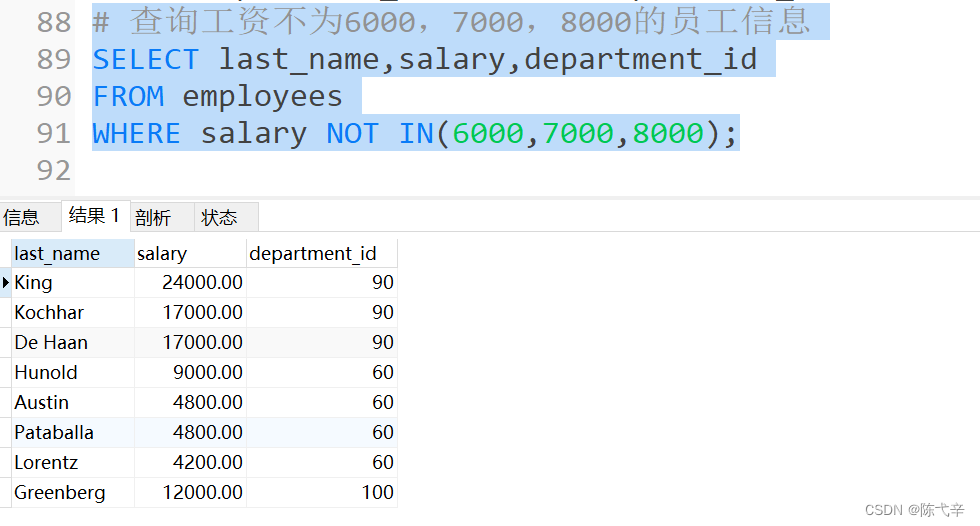 88 # 查询工资不为6000，7000，8000的员工信息
89 SELECT last_name,salary,department_id
90 FROM employees
91 WHERE salary NOT IN(6000,7000,8000);
92
信息 结果 1 剖析 状态
last_name salary department_id
King 24000.00 90
Kochhar 17000.00 90
De Haan 17000.00 90
Hunold 9000.00 60
Austin 4800.00 60
Pataballa 4800.00 60
Lorentz 4200.00 60
Greenberg 12000.00 100
CSDN @陈弋辛